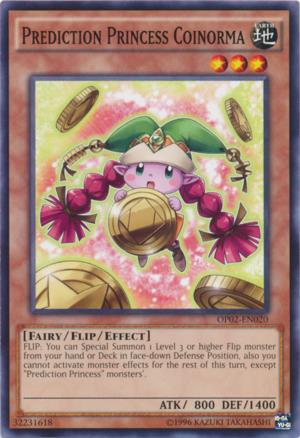 PREDICTION PRINCESS COINORMA
EARTH
地
OP02-EN020
[FAIRY/FLIP/EFFECT]
FLIP: You can Special Summon 1 Level 3 or higher Flip monster
from your hand or Deck in face-down Defense Position, also you
cannot activate monster effects for the rest of this turn, except
"Prediction Princess" monsters.
ATK/ 800 DEF/1400
32231618
©1996 KAZUKI TAKAHASHI